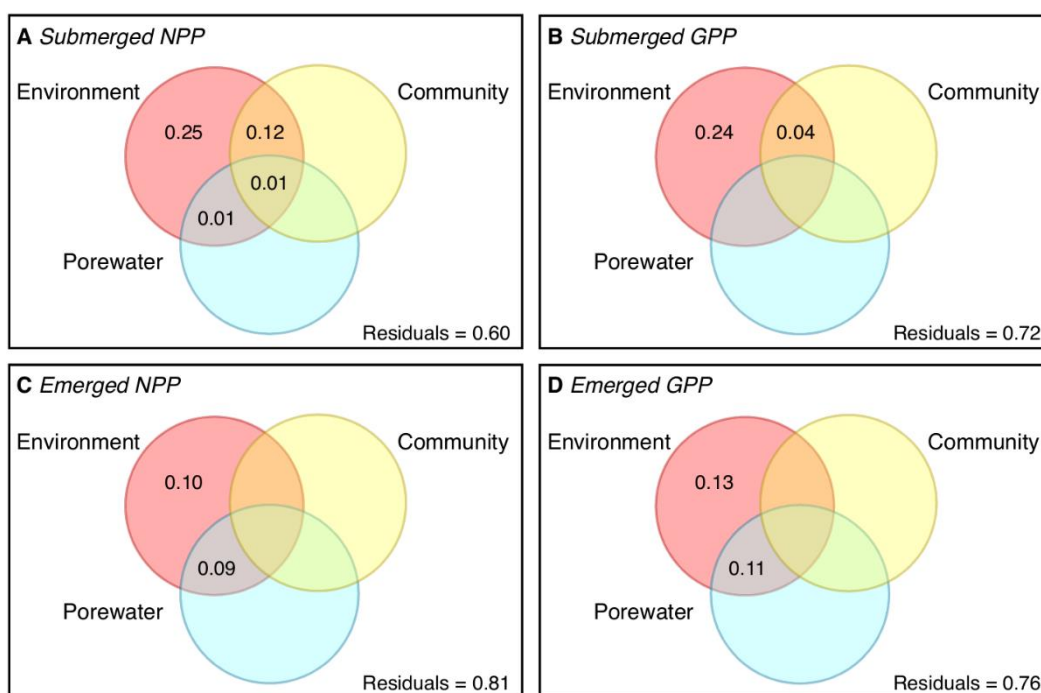 A Submerged NPP
Environment
Community
0.25
0.12
0.01
0.01
Porewater
Residuals = 0.60
B Submerged GPP
Environment
Community
0.24
0.04
Porewater
Residuals = 0.72
C Emerged NPP
Environment
Community
0.10
0.09
Porewater
Residuals = 0.81
D Emerged GPP
Environment
Community
0.13
0.11
Porewater
Residuals = 0.76